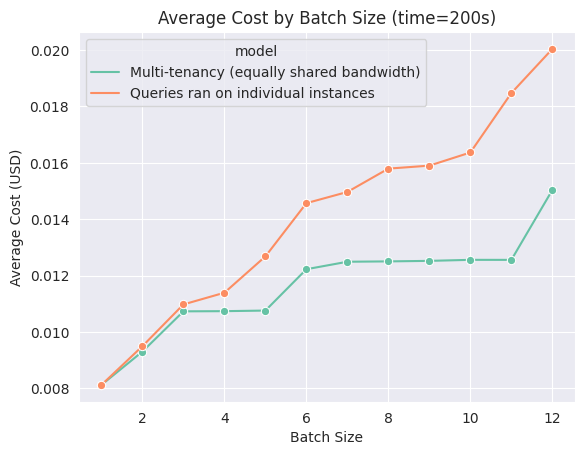 Average Cost by Batch Size (time=200s)
model
Multi-tenancy (equally shared bandwidth)
Queries ran on individual instances
Average Cost (USD)
0.020
0.018
0.016
0.014
0.012
0.010
0.008
2 4 6 8 10 12
Batch Size